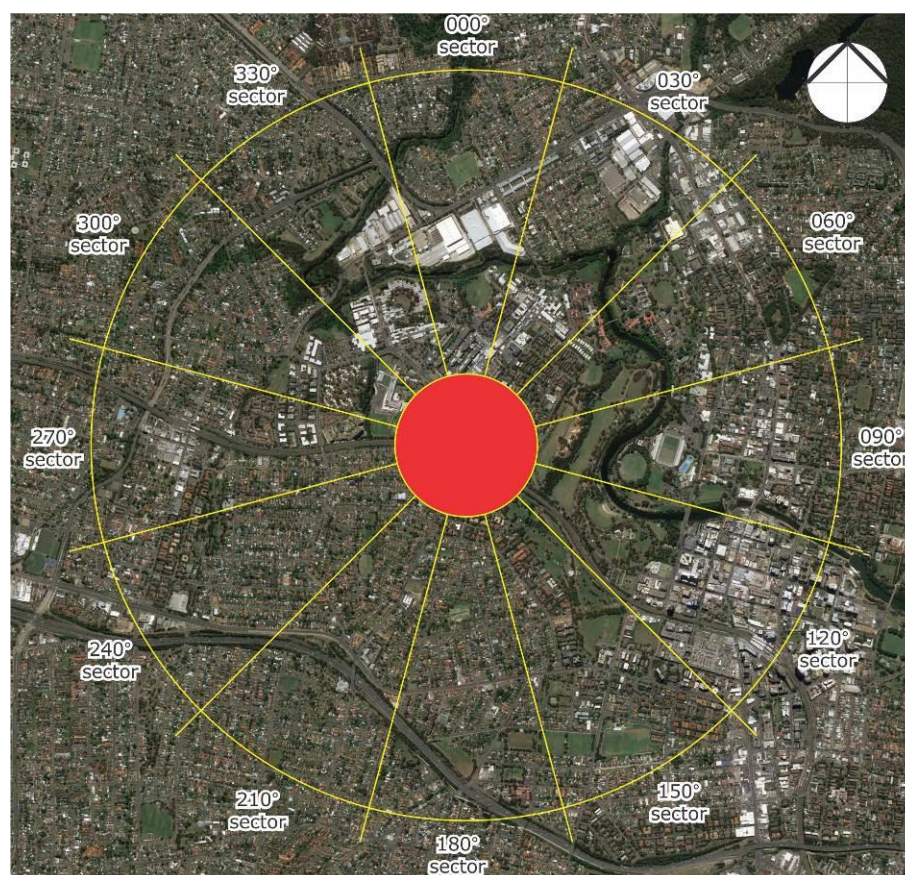 000°
sector
030°
sector
060°
sector
090°
sector
120°
sector
150°
sector
180°
sector
210°
sector
240°
sector
270°
sector
300°
sector
330°
sector